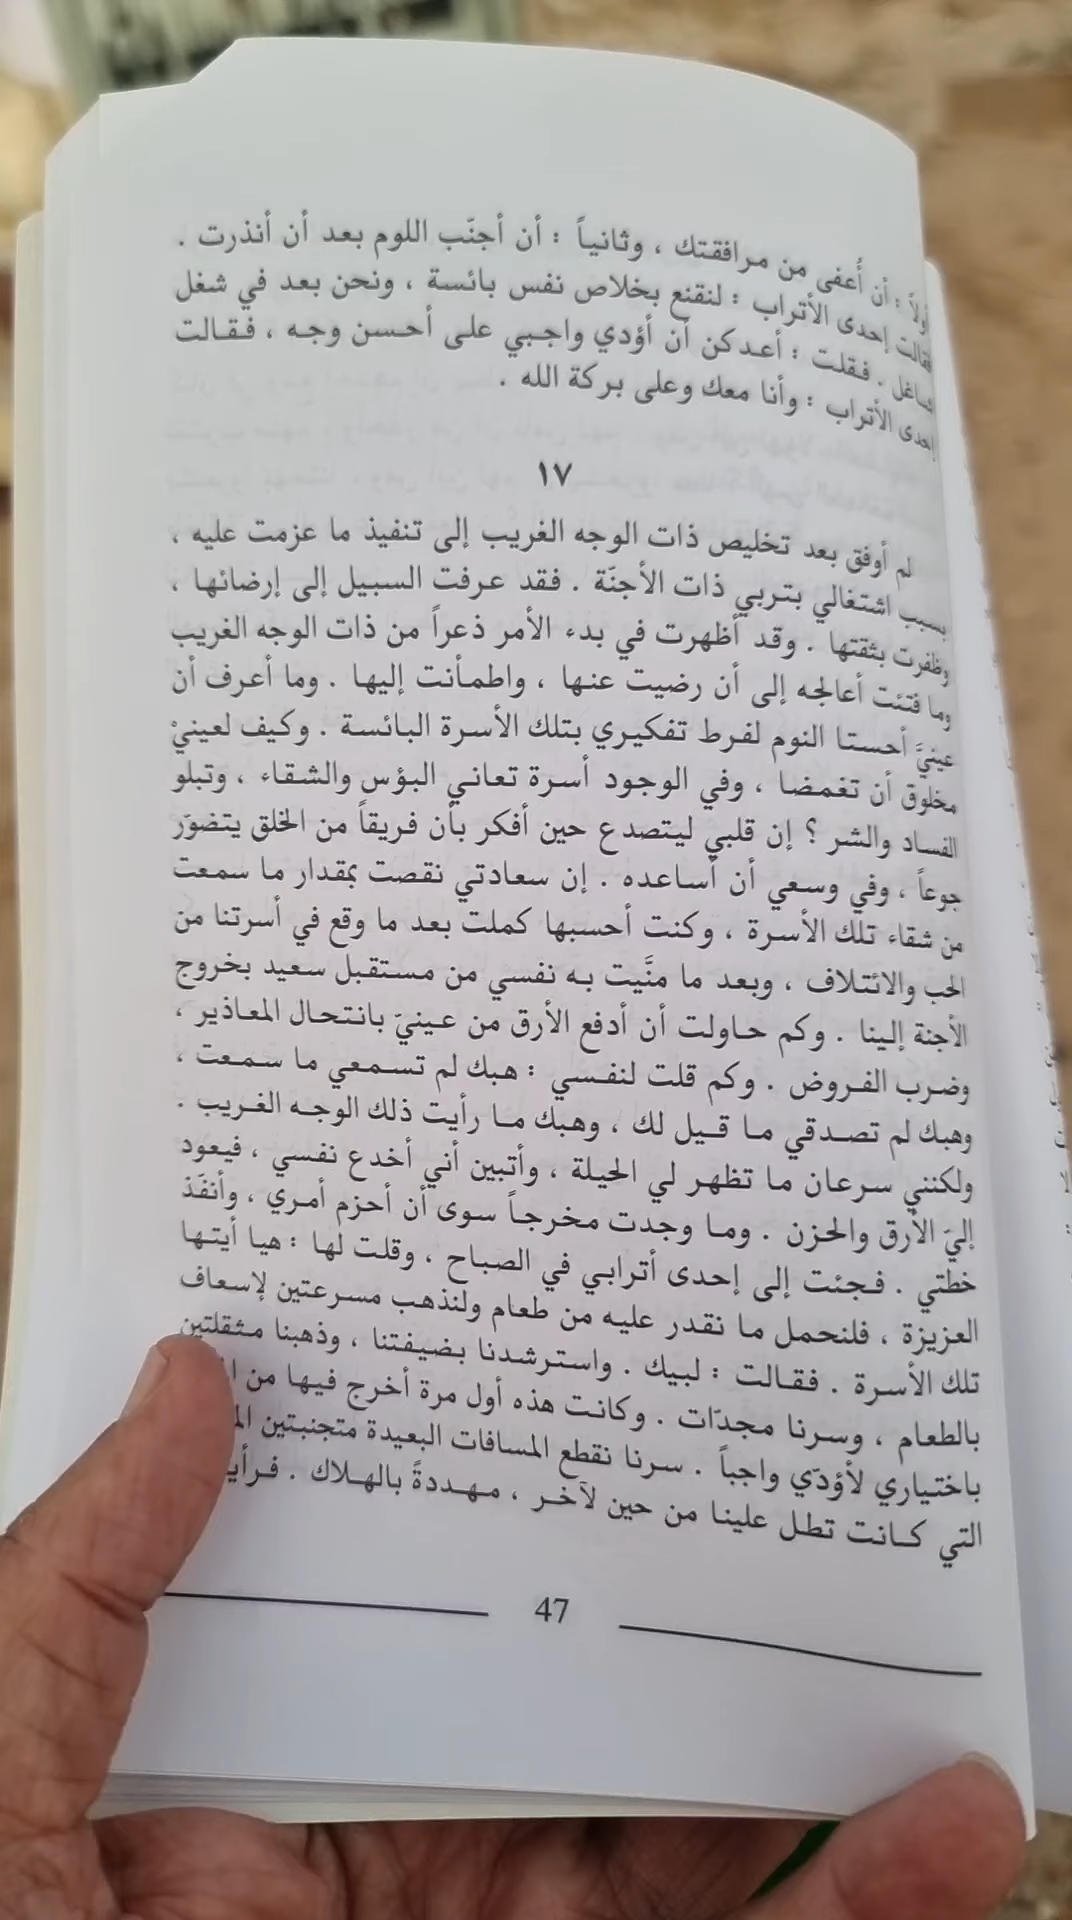 أولاً : أن أُعفى من مرافقتك ، وثانياً : أن أجنّب اللوم بعد أن أنذرت .
فقالت إحدى الأتراب : لنقنع بخلاص نفس بائسة ، ونحن بعد في شغل
شاغل . فـقـلت : أعـدكن أن أؤدي واجـبي علـى أحـسن وجـه ، فـقـالت
إحدى الأتراب : وأنا معك وعلى بركة الله .
١٧
لم أوفق بعد تخليص ذات الوجه الغريب إلى تنفيذ ما عزمت عليه ،
بسبب اشتغالي بتربي ذات الأجنّة . فقد عرفت السبيل إلى إرضائها ،
وظفرت بثقتها . وقد أظهرت في بدء الأمر ذعراً من ذات الوجه الغريب
وما فتئت أعالجه إلى أن رضيت عنها ، واطمأنت إليها . وما أعرف أن
عينيَّ أحستا النوم لفرط تفكيري بتلك الأسرة البائسة . وكيف لعينيْ
مخلوق أن تغمضا ، وفي الوجود أسرة تعاني البؤس والشقاء ، وتبلو
الفساد والشر ؟ إن قلبي ليتصدع حين أفكر بأن فريقاً من الخلق يتضوّر
جوعاً ، وفي وسعي أن أساعده . إن سعادتي نقصت بمقدار ما سمعت
من شقاء تلك الأسرة ، وكنت أحسبها كملت بعد ما وقع في أسرتنا من
الحب والائتلاف ، وبعد ما منَّيت به نفسي من مستقبل سعيد بخروج
الأجنة إلينا . وكم حاولت أن أدفع الأرق من عينيّ بانتحال المعاذير ،
وضرب الفروض . وكم قلت لنفسي : هبك لم تسمعي ما سمعت ،
وهبك لم تصدقي ما قيل لك ، وهبك ما رأيت ذلك الوجه الغريب .
ولكنني سرعان ما تظهر لي الحيلة ، وأتبين أني أخدع نفسي ، فيعود
إليّ الأرق والحزن . وما وجدت مخرجاً سوى أن أحزم أمري ، وأنفّذ
خطتي . فجئت إلى إحدى أترابي في الصباح ، وقلت لها : هيا أيتها
العزيزة ، فلنحمل ما نقدر عليه من طعام ولنذهب مسرعتين لإسعاف
تلك الأسرة . فقالت : لبيك . واسترشدنا بضيفتنا ، وذهبنا مثقلتين
بالطعام ، وسرنا مجدّات . وكانت هذه أول مرة أخرج فيها من
باختياري لأؤدّي واجباً . سرنا نقطع المسافات البعيدة متجنبتين
التي كانت تطل علينا من حين لآخر ، مهددةً بالهلاك .
47